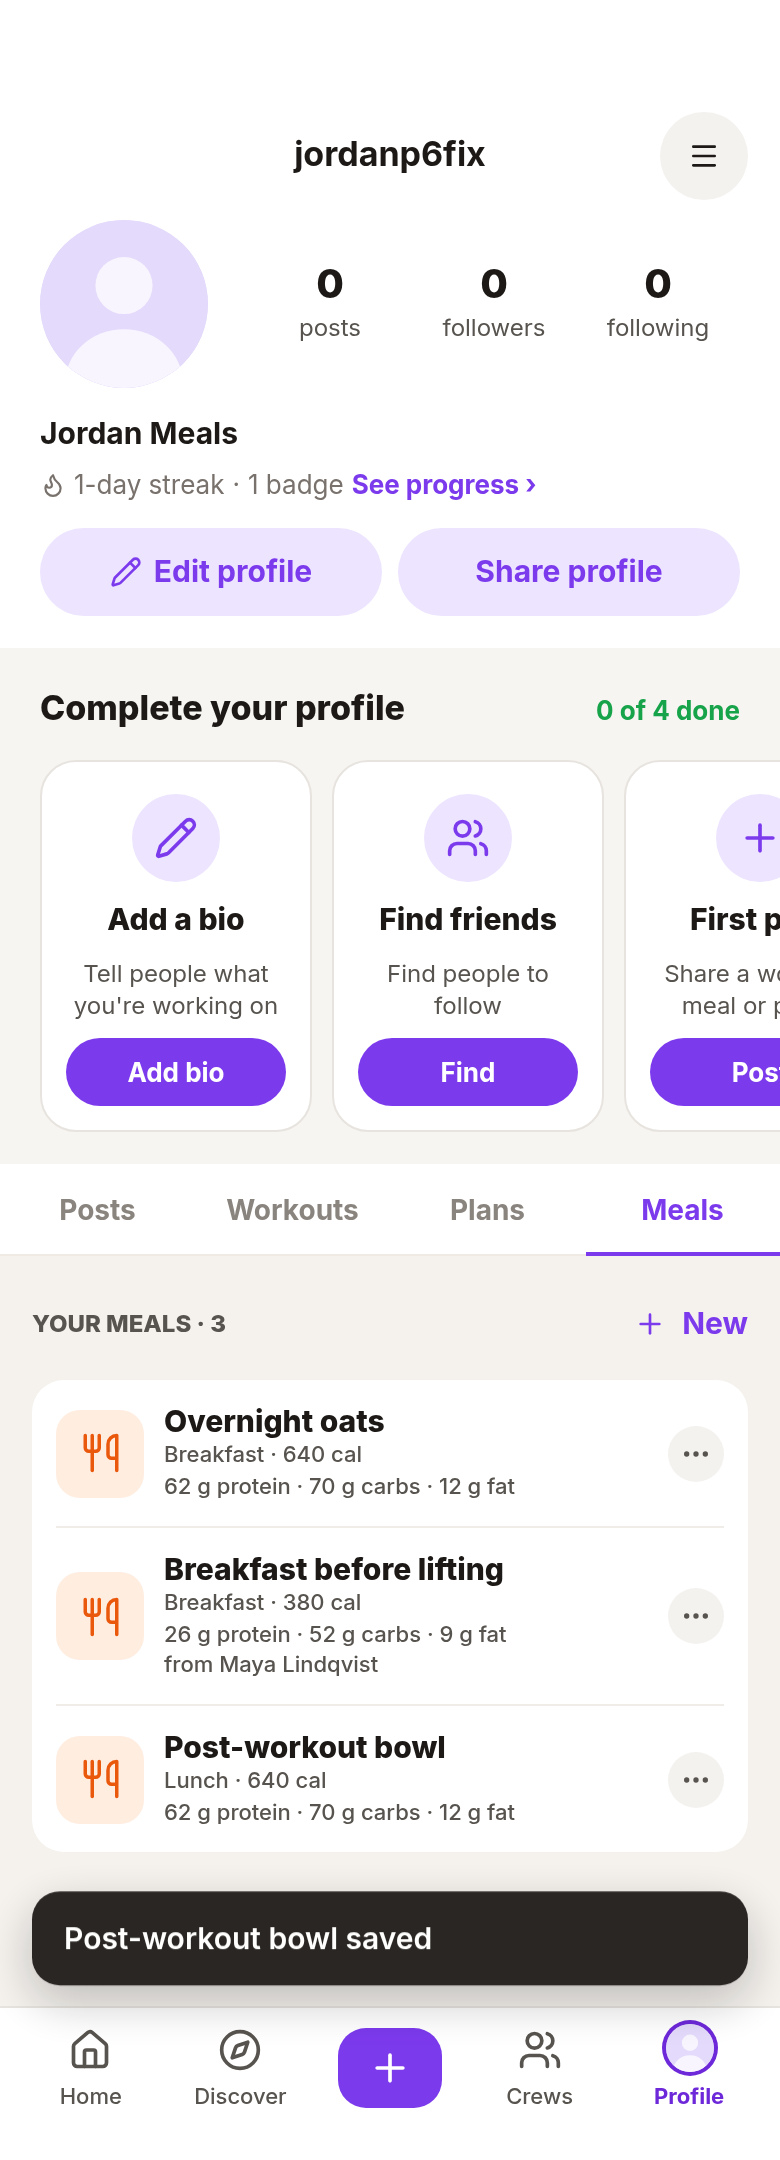 jordanp6fix
0 0 0
posts followers following
Jordan Meals
1-day streak · 1 badge See progress ›
Edit profile Share profile
Complete your profile 0 of 4 done
Add a bio
Tell people what
you're working on
Add bio
Find friends
Find people to
follow
Find
First
Share a
meal or
Posts Workouts Plans Meals
YOUR MEALS · 3 + New
Overnight oats
Breakfast · 640 cal
62 g protein · 70 g carbs · 12 g fat
Breakfast before lifting
Breakfast · 380 cal
26 g protein · 52 g carbs · 9 g fat
from Maya Lindqvist
Post-workout bowl
Lunch · 640 cal
62 g protein · 70 g carbs · 12 g fat
Post-workout bowl saved
Home Discover Crews Profile